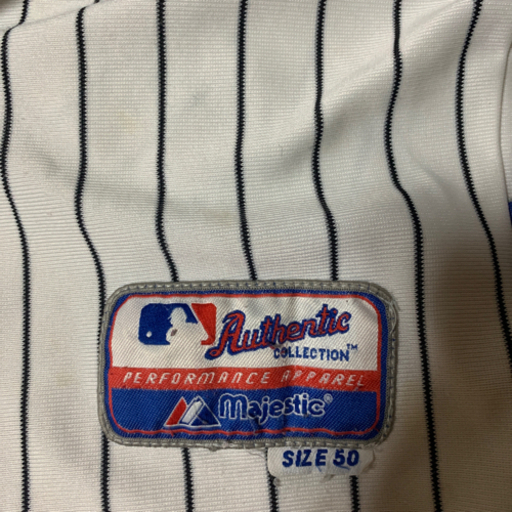 Authentic
COLLECTION™
PERFORMANCE APPAREL
Majestic®
SIZE 50